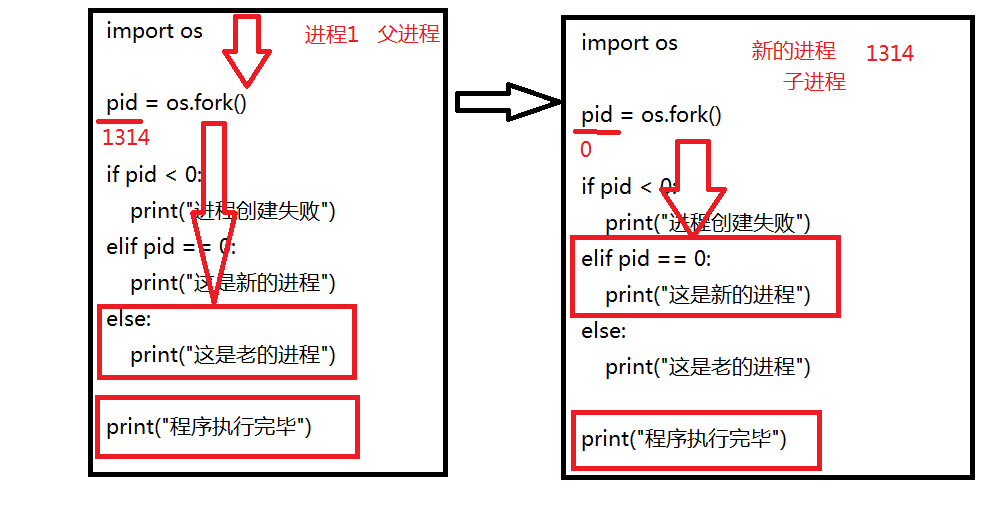 import os
进程1 父进程
pid = os.fork()
1314
if pid < 0:
print("进程创建失败")
elif pid == 0:
print("这是新的进程")
else:
print("这是老的进程")
print("程序执行完毕")
import os
新的进程 1314
子进程
pid = os.fork()
0
if pid < 0:
print("进程创建失败")
elif pid == 0:
print("这是新的进程")
else:
print("这是老的进程")
print("程序执行完毕")